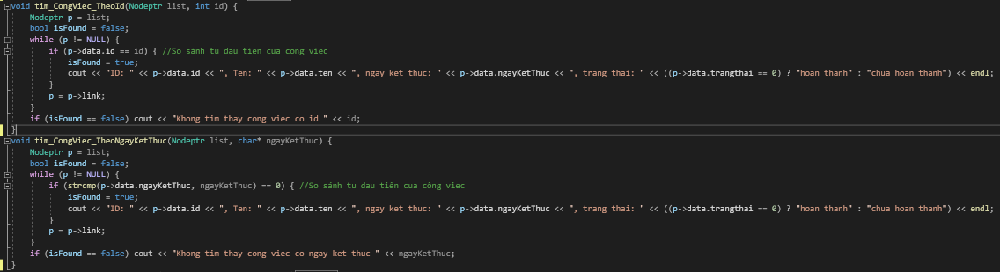 void tim_CongViec_TheoId(Nodeptr list, int id) {
    Nodeptr p = list;
    bool isFound = false;
    while (p != NULL) {
        if (p->data.id == id) { //So sánh tu dau tien cua cong viec
            isFound = true;
            cout << "ID: " << p->data.id << ", Ten: " << p->data.ten << ", ngay ket thuc: " << p->data.ngayKetThuc << ", trang thai: " << ((p->data.trangthai == 0) ? "hoan thanh" : "chua hoan thanh") << endl;
        }
        p = p->link;
    }
    if (isFound == false) cout << "Khong tim thay cong viec co id " << id;
}
void tim_CongViec_TheoNgayKetThuc(Nodeptr list, char* ngayKetThuc) {
    Nodeptr p = list;
    bool isFound = false;
    while (p != NULL) {
        if (strcmp(p->data.ngayKetThuc, ngayKetThuc) == 0) { //So sánh tu dau tiên cua công viec
            isFound = true;
            cout << "ID: " << p->data.id << ", Ten: " << p->data.ten << ", ngay ket thuc: " << p->data.ngayKetThuc << ", trang thai: " << ((p->data.trangthai == 0) ? "hoan thanh" : "chua hoan thanh") << endl;
        }
        p = p->link;
    }
    if (isFound == false) cout << "Khong tim thay cong viec co ngay ket thuc " << ngayKetThuc;
}